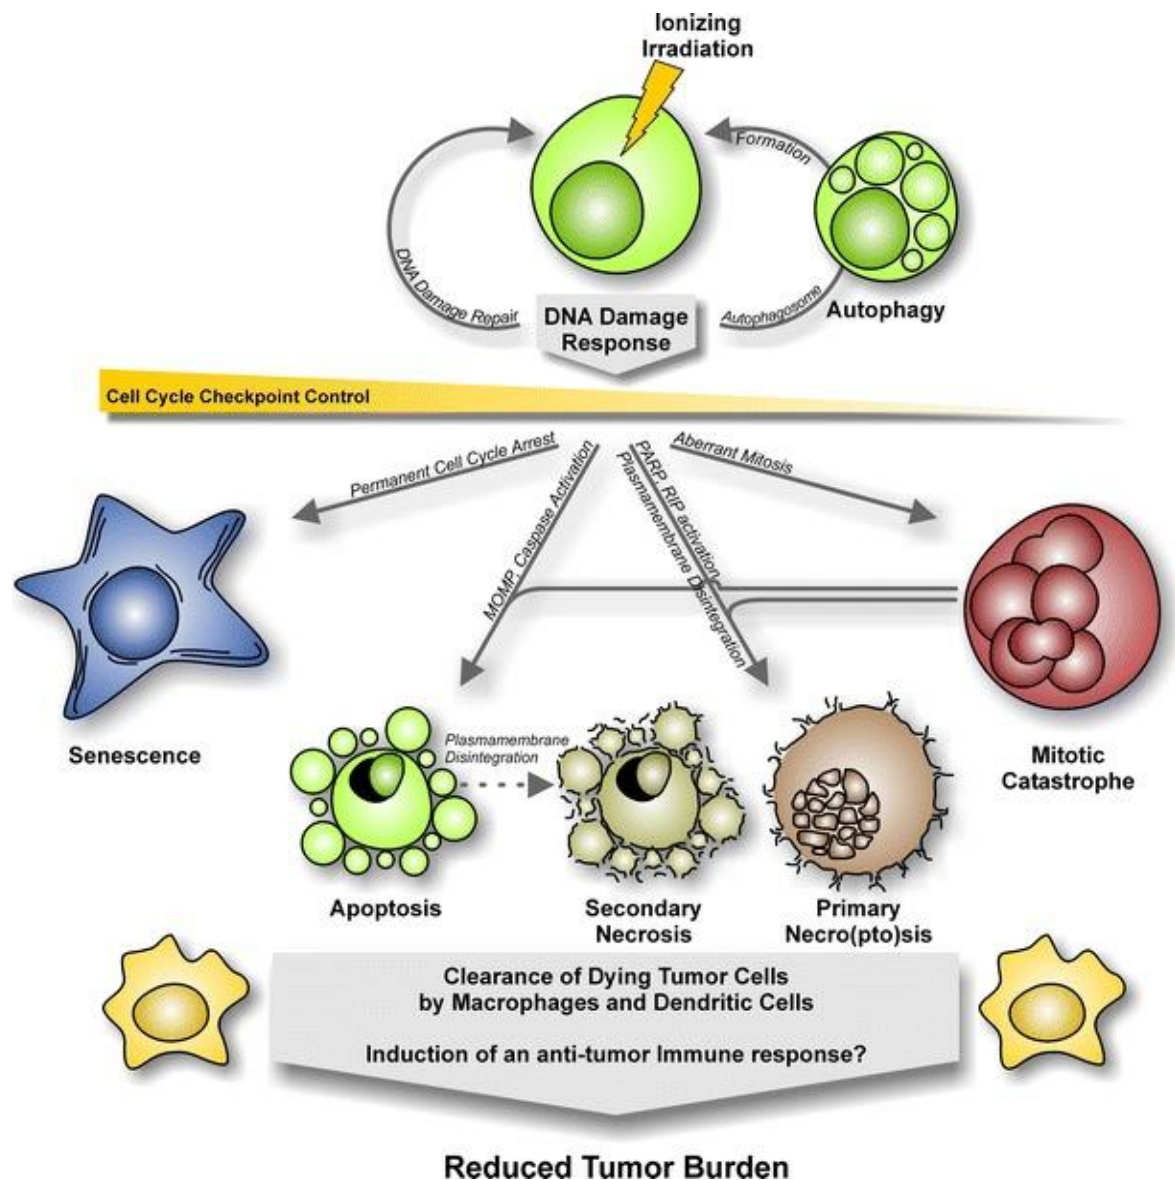 Ionizing
Irradiation
Formation
DNA Damage Repair
DNA Damage
Response
Autophagosome
Autophagy
Cell Cycle Checkpoint Control
Permanent Cell Cycle Arrest
MOMP, Caspase Activation
PARP, RIP activation
Plasmamembrane Disintegration
Aberrant Mitosis
Senescence
Plasmamembrane
Disintegration
Mitotic
Catastrophe
Apoptosis
Secondary
Necrosis
Primary
Necro(pto)sis
Clearance of Dying Tumor Cells
by Macrophages and Dendritic Cells
Induction of an anti-tumor Immune response?
Reduced Tumor Burden